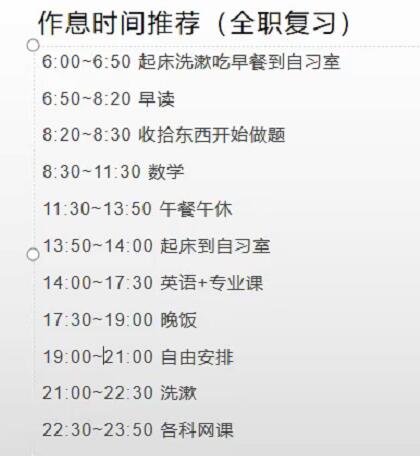 作息时间推荐（全职复习）
6:00~6:50 起床洗漱吃早餐到自习室
6:50~8:20 早读
8:20~8:30 收拾东西开始做题
8:30~11:30 数学
11:30~13:50 午餐午休
13:50~14:00 起床到自习室
14:00~17:30 英语+专业课
17:30~19:00 晚饭
19:00~21:00 自由安排
21:00~22:30 洗漱
22:30~23:50 各科网课